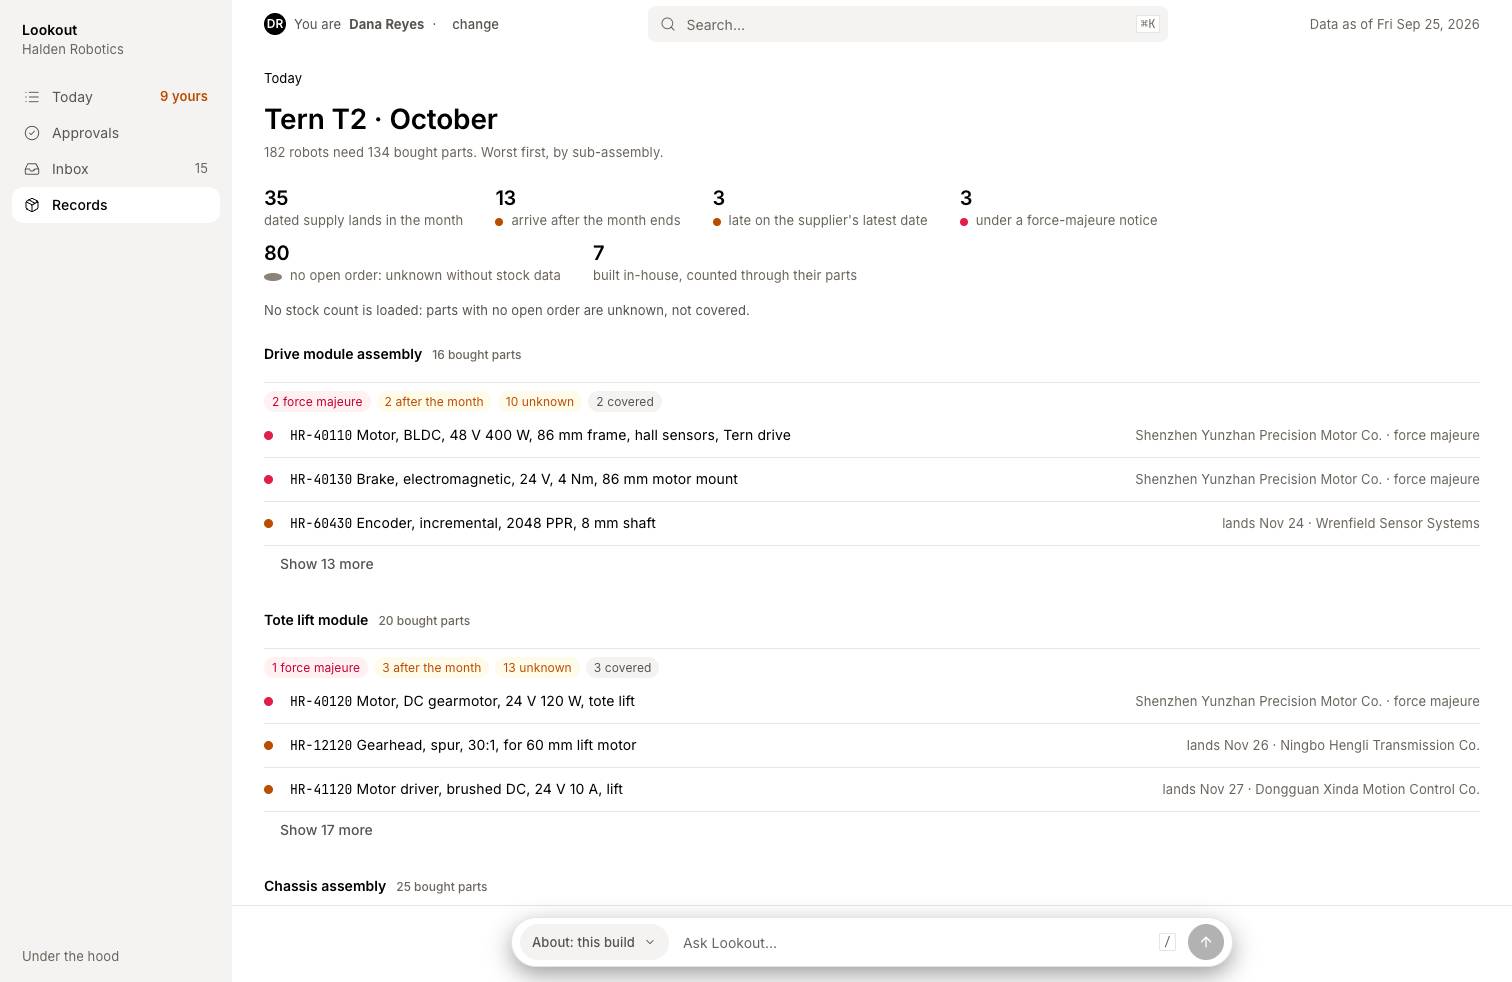 Lookout
Halden Robotics
Today 9 yours
Approvals
Inbox 15
Records
Under the hood
DR You are Dana Reyes · change
Search... ⌘K
Data as of Fri Sep 25, 2026
Today
Tern T2 · October
182 robots need 134 bought parts. Worst first, by sub-assembly.
35
dated supply lands in the month
13
arrive after the month ends
3
late on the supplier's latest date
3
under a force-majeure notice
80
no open order: unknown without stock data
7
built in-house, counted through their parts
No stock count is loaded: parts with no open order are unknown, not covered.
Drive module assembly 16 bought parts
2 force majeure 2 after the month 10 unknown 2 covered
HR-40110 Motor, BLDC, 48 V 400 W, 86 mm frame, hall sensors, Tern drive Shenzhen Yunzhan Precision Motor Co. · force majeure
HR-40130 Brake, electromagnetic, 24 V, 4 Nm, 86 mm motor mount Shenzhen Yunzhan Precision Motor Co. · force majeure
HR-60430 Encoder, incremental, 2048 PPR, 8 mm shaft lands Nov 24 · Wrenfield Sensor Systems
Show 13 more
Tote lift module 20 bought parts
1 force majeure 3 after the month 13 unknown 3 covered
HR-40120 Motor, DC gearmotor, 24 V 120 W, tote lift Shenzhen Yunzhan Precision Motor Co. · force majeure
HR-12120 Gearhead, spur, 30:1, for 60 mm lift motor lands Nov 26 · Ningbo Hengli Transmission Co.
HR-41120 Motor driver, brushed DC, 24 V 10 A, lift lands Nov 27 · Dongguan Xinda Motion Control Co.
Show 17 more
Chassis assembly 25 bought parts
About: this build Ask Lookout... /